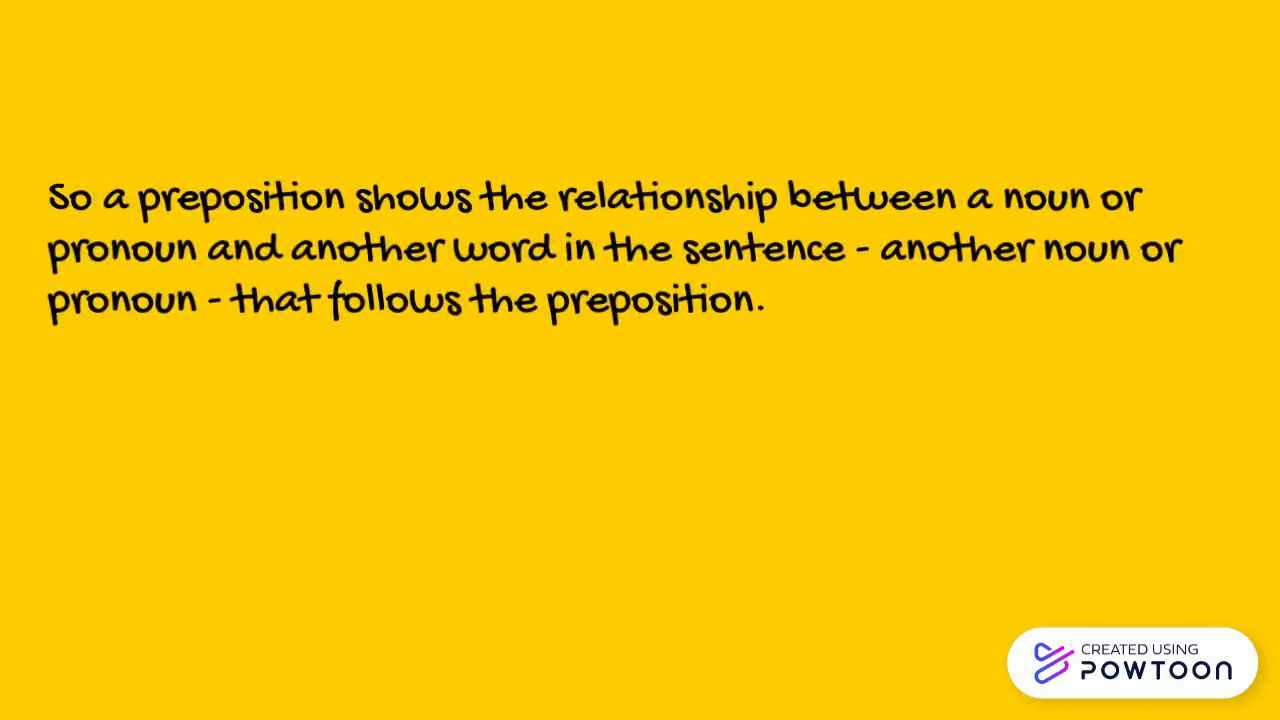 So a preposition shows the relationship between a noun or
pronoun and another word in the sentence - another noun or
pronoun - that follows the preposition.
CREATED USING
POWTOON